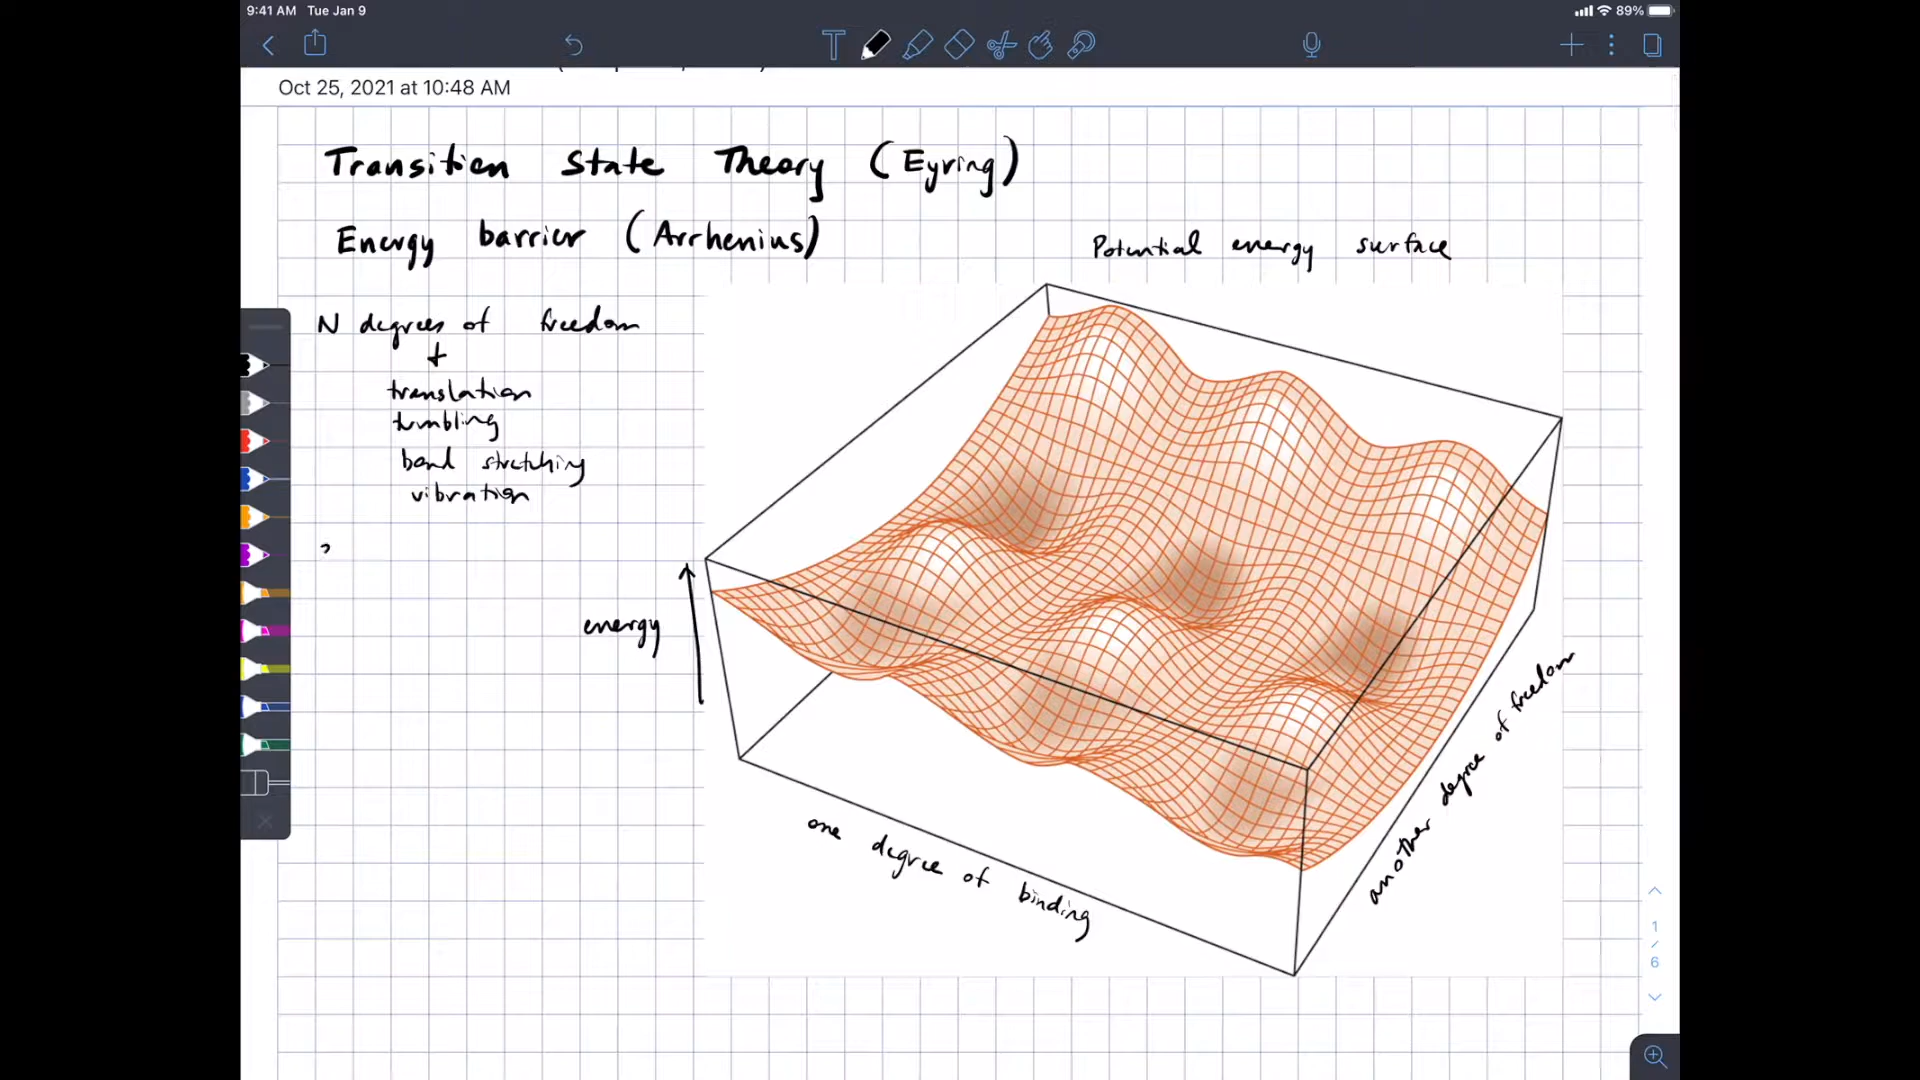 9:41 AM Tue Jan 9
89%
Oct 25, 2021 at 10:48 AM
Transition State Theory (Eyring)
Energy barrier (Arrhenius)
Potential energy surface
N degrees of freedom
translation
tumbling
bond stretching
vibration
energy
one degree of binding
another degree of freedom
1
/
6